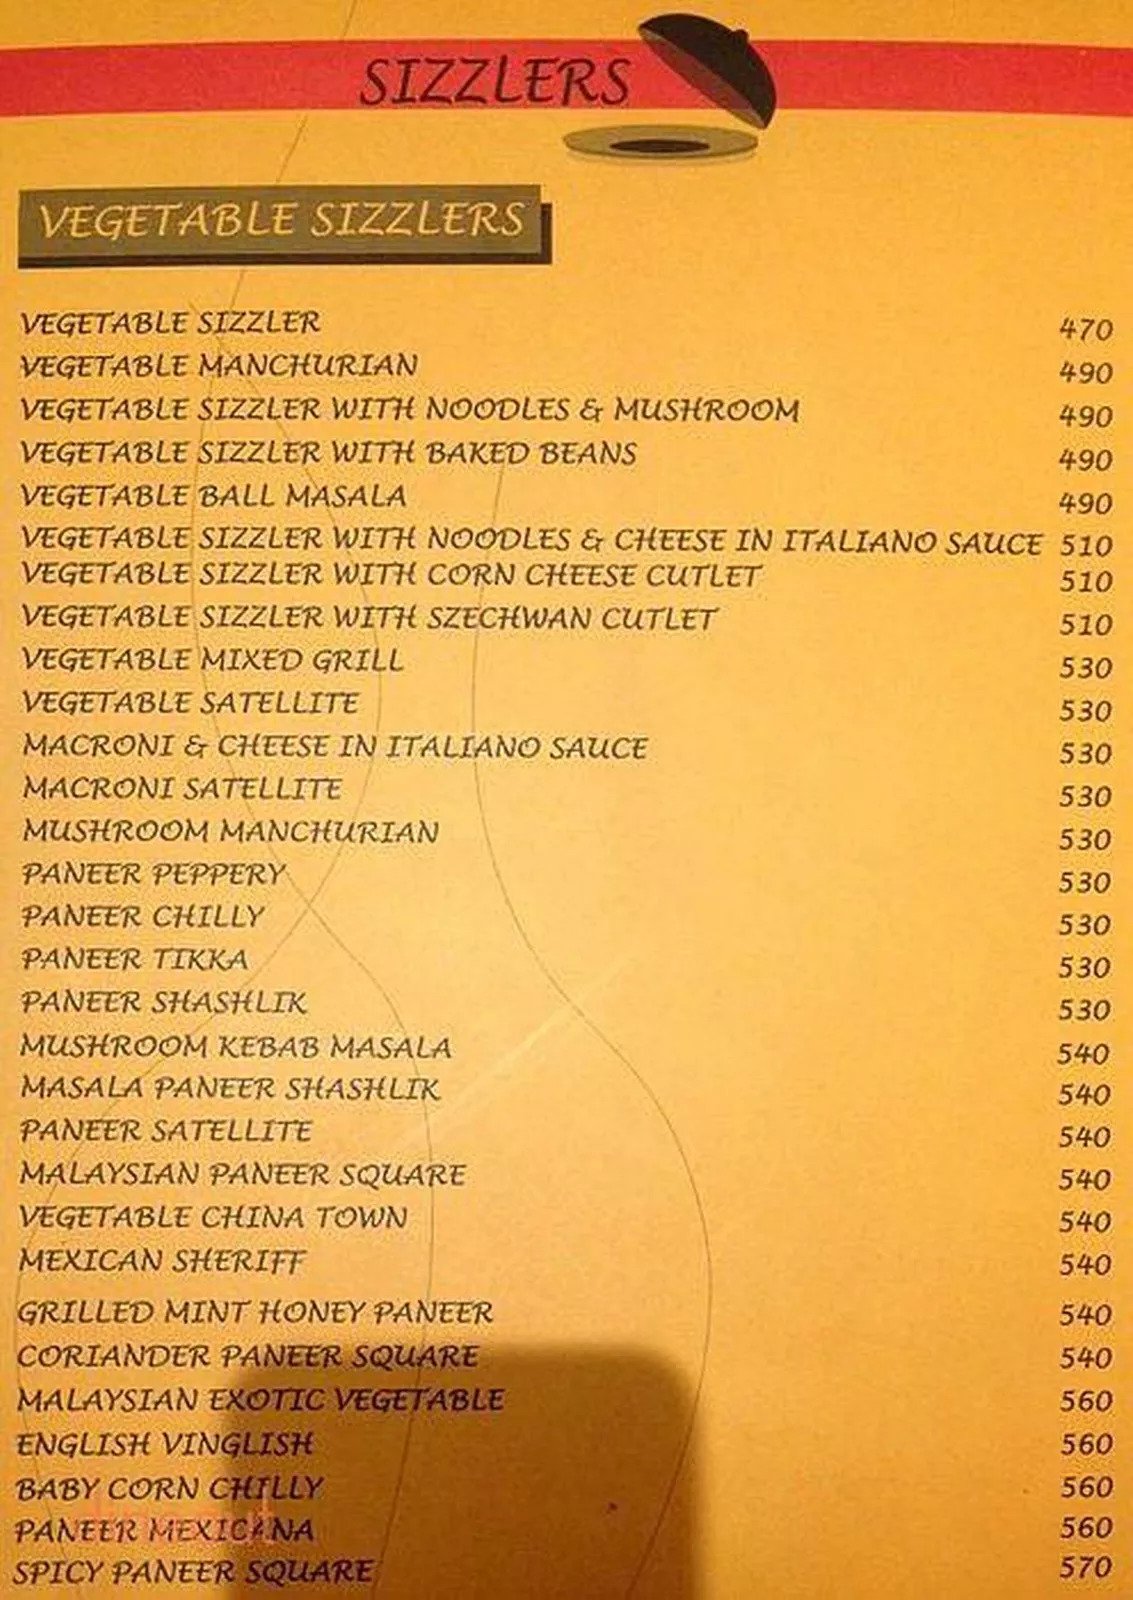 SIZZLERS
VEGETABLE SIZZLERS
VEGETABLE SIZZLER 470
VEGETABLE MANCHURIAN 490
VEGETABLE SIZZLER WITH NOODLES & MUSHROOM 490
VEGETABLE SIZZLER WITH BAKED BEANS 490
VEGETABLE BALL MASALA 490
VEGETABLE SIZZLER WITH NOODLES & CHEESE IN ITALIANO SAUCE 510
VEGETABLE SIZZLER WITH CORN CHEESE CUTLET 510
VEGETABLE SIZZLER WITH SZECHWAN CUTLET 510
VEGETABLE MIXED GRILL 530
VEGETABLE SATELLITE 530
MACRONI & CHEESE IN ITALIANO SAUCE 530
MACRONI SATELLITE 530
MUSHROOM MANCHURIAN 530
PANEER PEPPERY 530
PANEER CHILLY 530
PANEER TIKKA 530
PANEER SHASHLIK 530
MUSHROOM KEBAB MASALA 540
MASALA PANEER SHASHLIK 540
PANEER SATELLITE 540
MALAYSIAN PANEER SQUARE 540
VEGETABLE CHINA TOWN 540
MEXICAN SHERIFF 540
GRILLED MINT HONEY PANEER 540
CORIANDER PANEER SQUARE 540
MALAYSIAN EXOTIC VEGETABLE 560
ENGLISH VINGLISH 560
BABY CORN CHILLY 560
PANEER MEXICANA 560
SPICY PANEER SQUARE 570